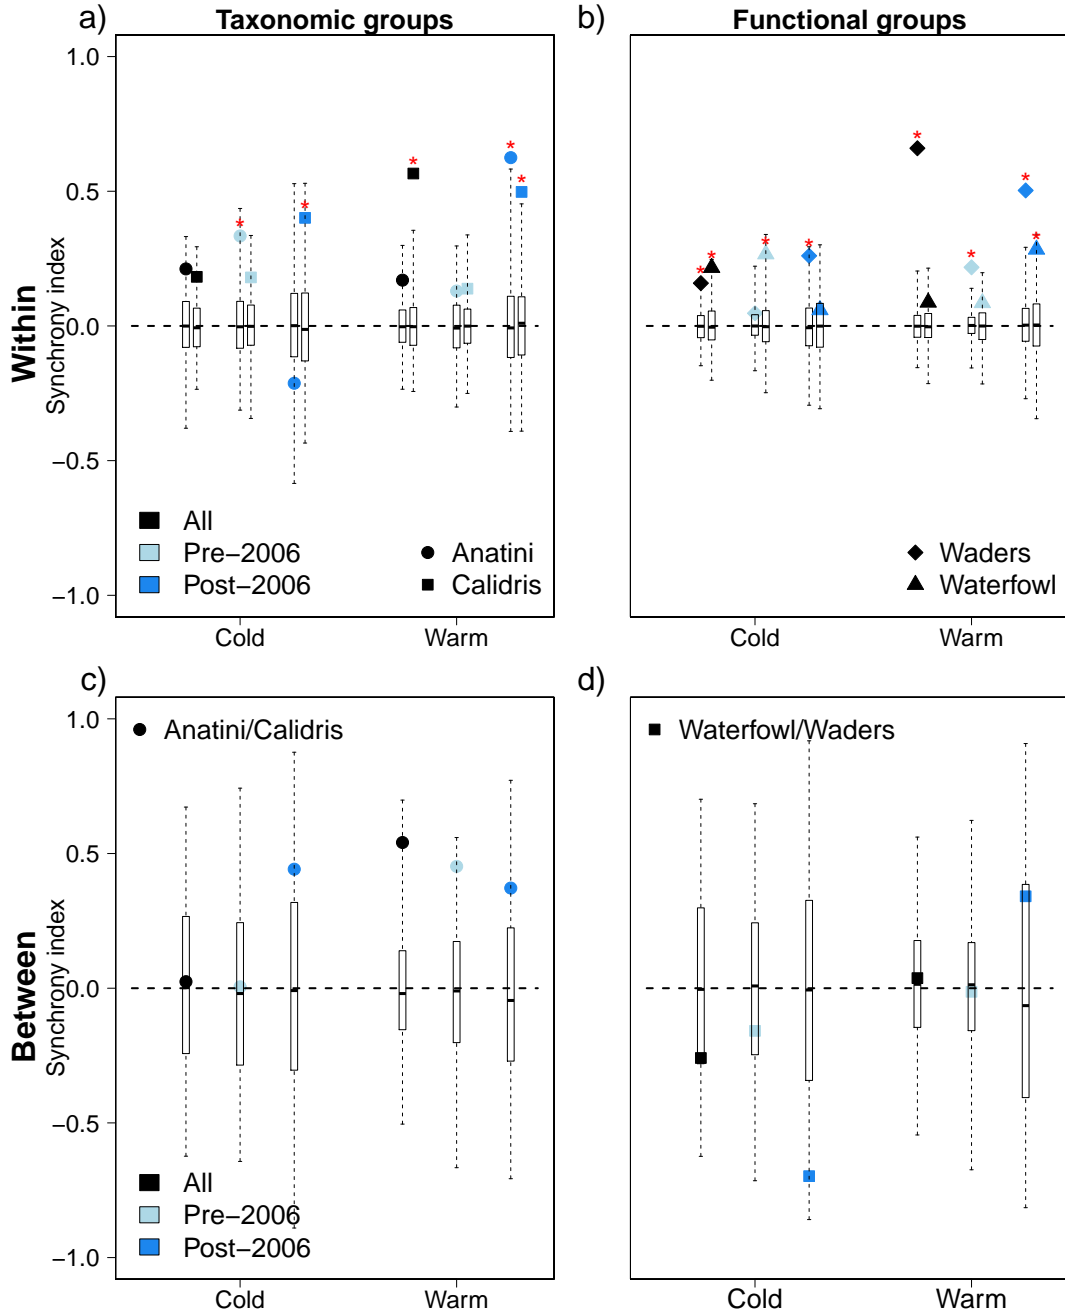 a) Taxonomic groups
b) Functional groups
Within
Synchrony index
1.0
0.5
0.0
−0.5
−1.0
All
Pre−2006
Post−2006
Anatini
Calidris
Waders
Waterfowl
* * * * * *
* * * * * * * *
Cold Warm
Cold Warm
c)
d)
Between
Synchrony index
1.0
0.5
0.0
−0.5
−1.0
Anatini/Calidris
Waterfowl/Waders
All
Pre−2006
Post−2006
Cold Warm
Cold Warm